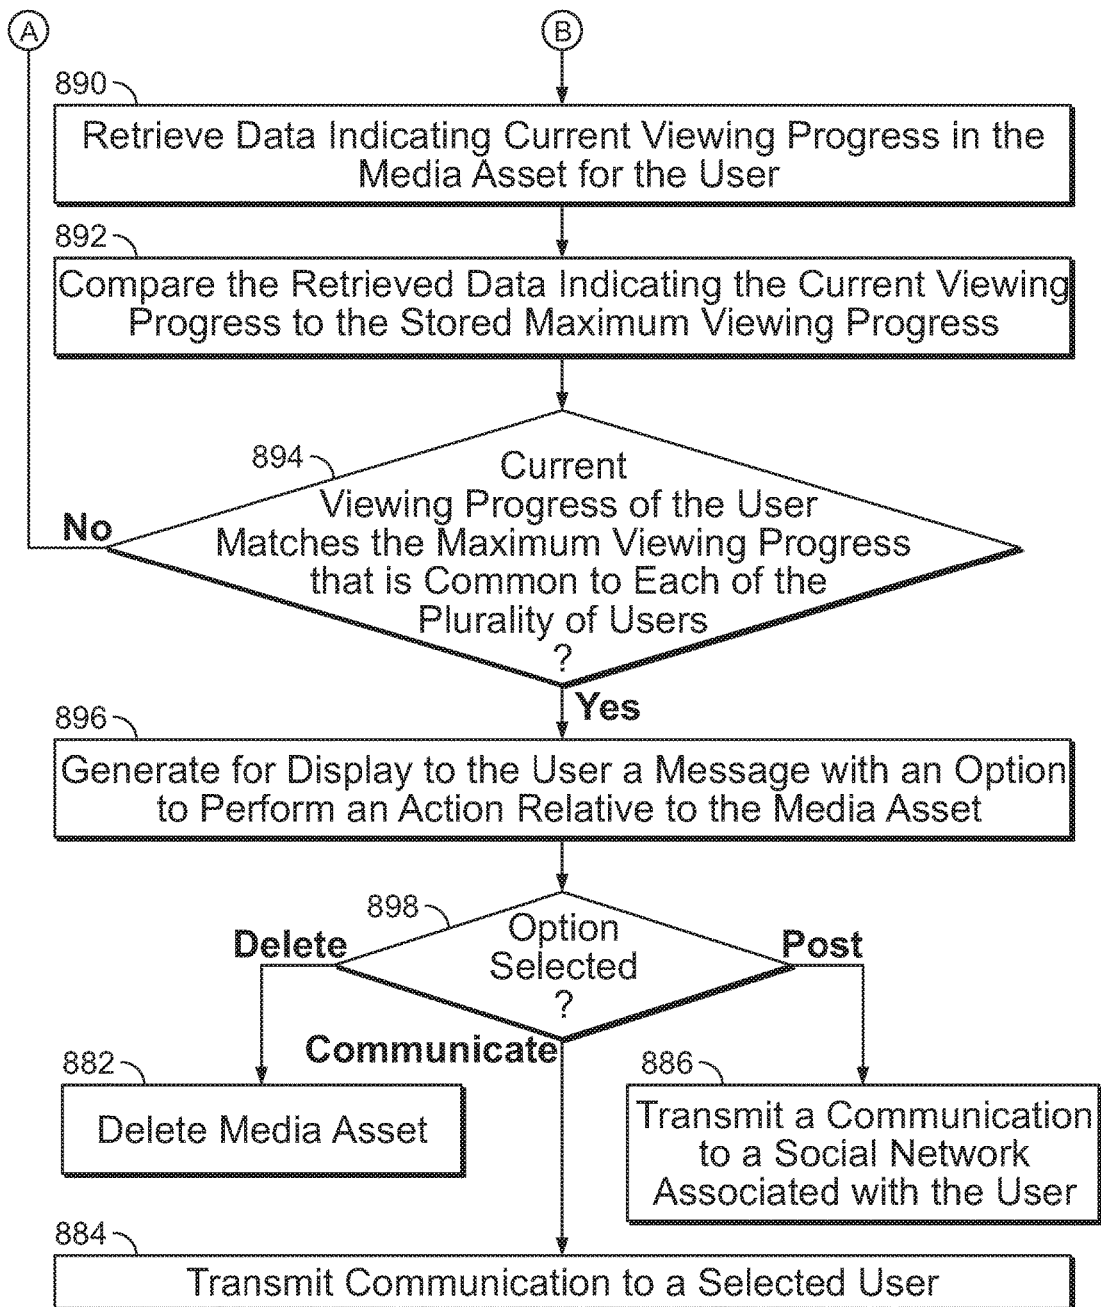 A
B
890
Retrieve Data Indicating Current Viewing Progress in the
Media Asset for the User
892
Compare the Retrieved Data Indicating the Current Viewing
Progress to the Stored Maximum Viewing Progress
894
Current
Viewing Progress of the User
Matches the Maximum Viewing Progress
that is Common to Each of the
Plurality of Users
?
No
Yes
896
Generate for Display to the User a Message with an Option
to Perform an Action Relative to the Media Asset
898
Option
Selected
?
Delete
Post
Communicate
882
Delete Media Asset
886
Transmit a Communication
to a Social Network
Associated with the User
884
Transmit Communication to a Selected User